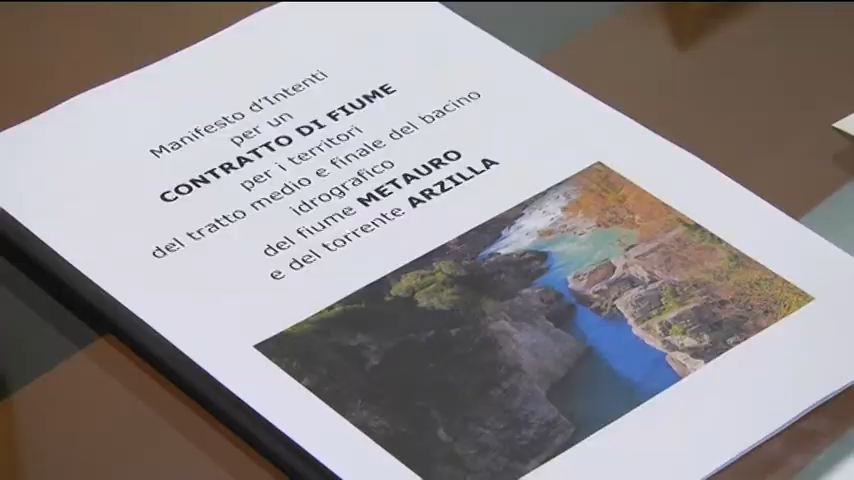 Manifesto d'Intenti
per un
CONTRATTO DI FIUME
per i territori
del tratto medio e finale del bacino
idrografico
del fiume METAURO
e del torrente ARZILLA